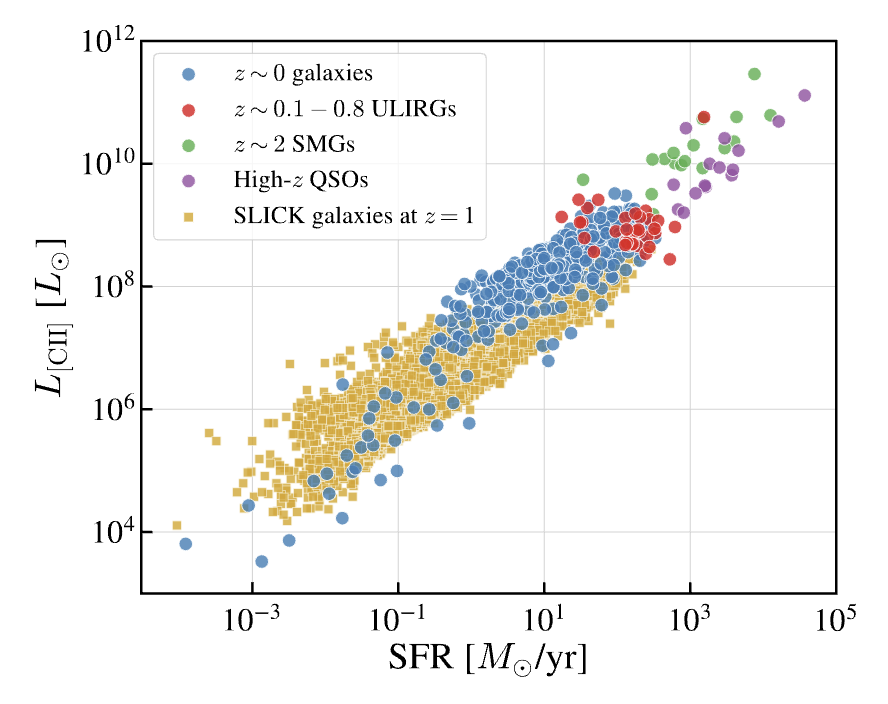 10^12
10^10
10^8
10^6
10^4
L_[CII] [L_⊙]
z ~ 0 galaxies
z ~ 0.1 − 0.8 ULIRGs
z ~ 2 SMGs
High-z QSOs
SLICK galaxies at z = 1
10^−3 10^−1 10^1 10^3 10^5
SFR [M_⊙/yr]